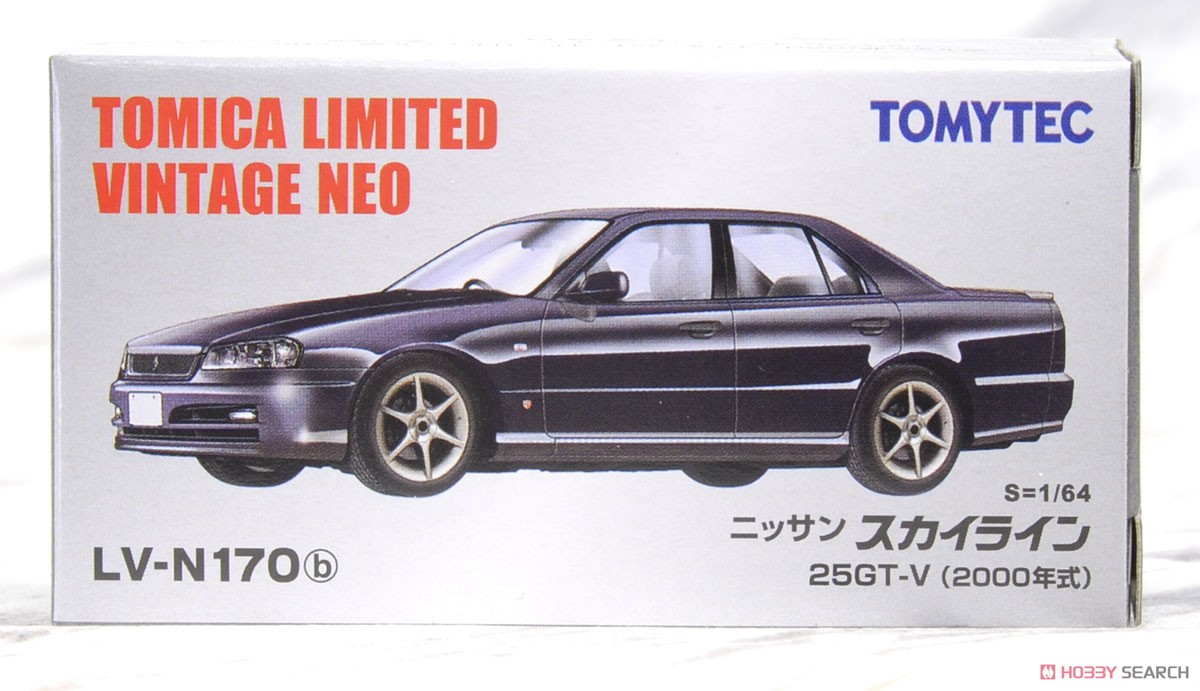 TOMICA LIMITED
VINTAGE NEO
TOMYTEC
S=1/64
ニッサン スカイライン
25GT-V (2000年式)
LV-N170ⓑ
HOBBY SEARCH